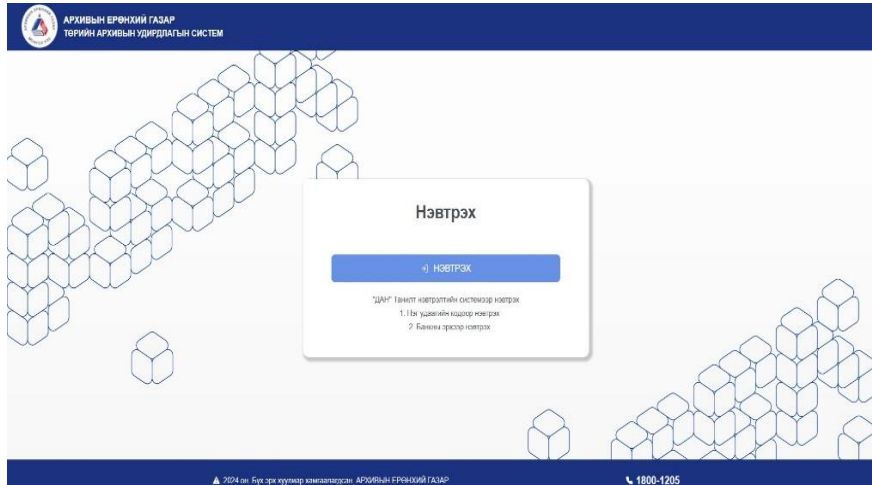 АРХИВЫН ЕРӨНХИЙ ГАЗАР
ТӨРИЙН АРХИВЫН УДИРДЛАГЫН СИСТЕМ
Нэвтрэх
НЭВТРЭХ
"ДАН" Танилт нэвтрэлтийн системээр нэвтрэх
1. Нэг удаагийн кодоор нэвтрэх
2. Банкны эрхээр нэвтрэх
2024 он. Бүх эрх хуулиар хамгаалагдсан. АРХИВЫН ЕРӨНХИЙ ГАЗАР
1800-1205